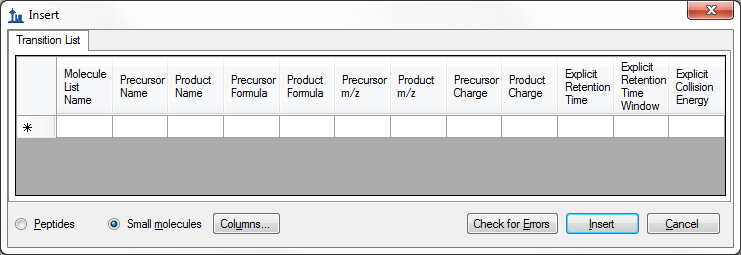 Insert
Transition List
Molecule List Name
Precursor Name
Product Name
Precursor Formula
Product Formula
Precursor m/z
Product m/z
Precursor Charge
Product Charge
Explicit Retention Time
Explicit Retention Time Window
Explicit Collision Energy
Peptides
Small molecules
Columns...
Check for Errors
Insert
Cancel